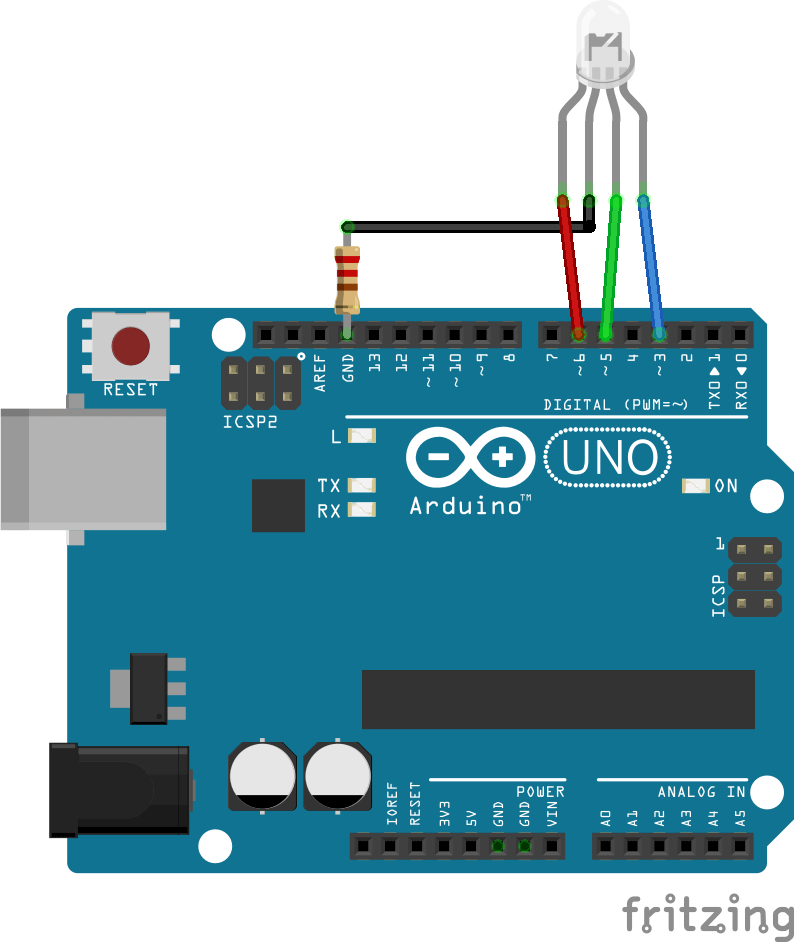 RESET
ICSP2
AREF
GND
13
12
~11
~10
~9
8
7
~6
~5
4
~3
2
TX0▶1
RX0◀0
DIGITAL (PWM=~)
L
TX
RX
Arduino™
UNO
ON
1
ICSP
IOREF
RESET
3V3
5V
GND
GND
VIN
POWER
ANALOG IN
A0
A1
A2
A3
A4
A5
fritzing